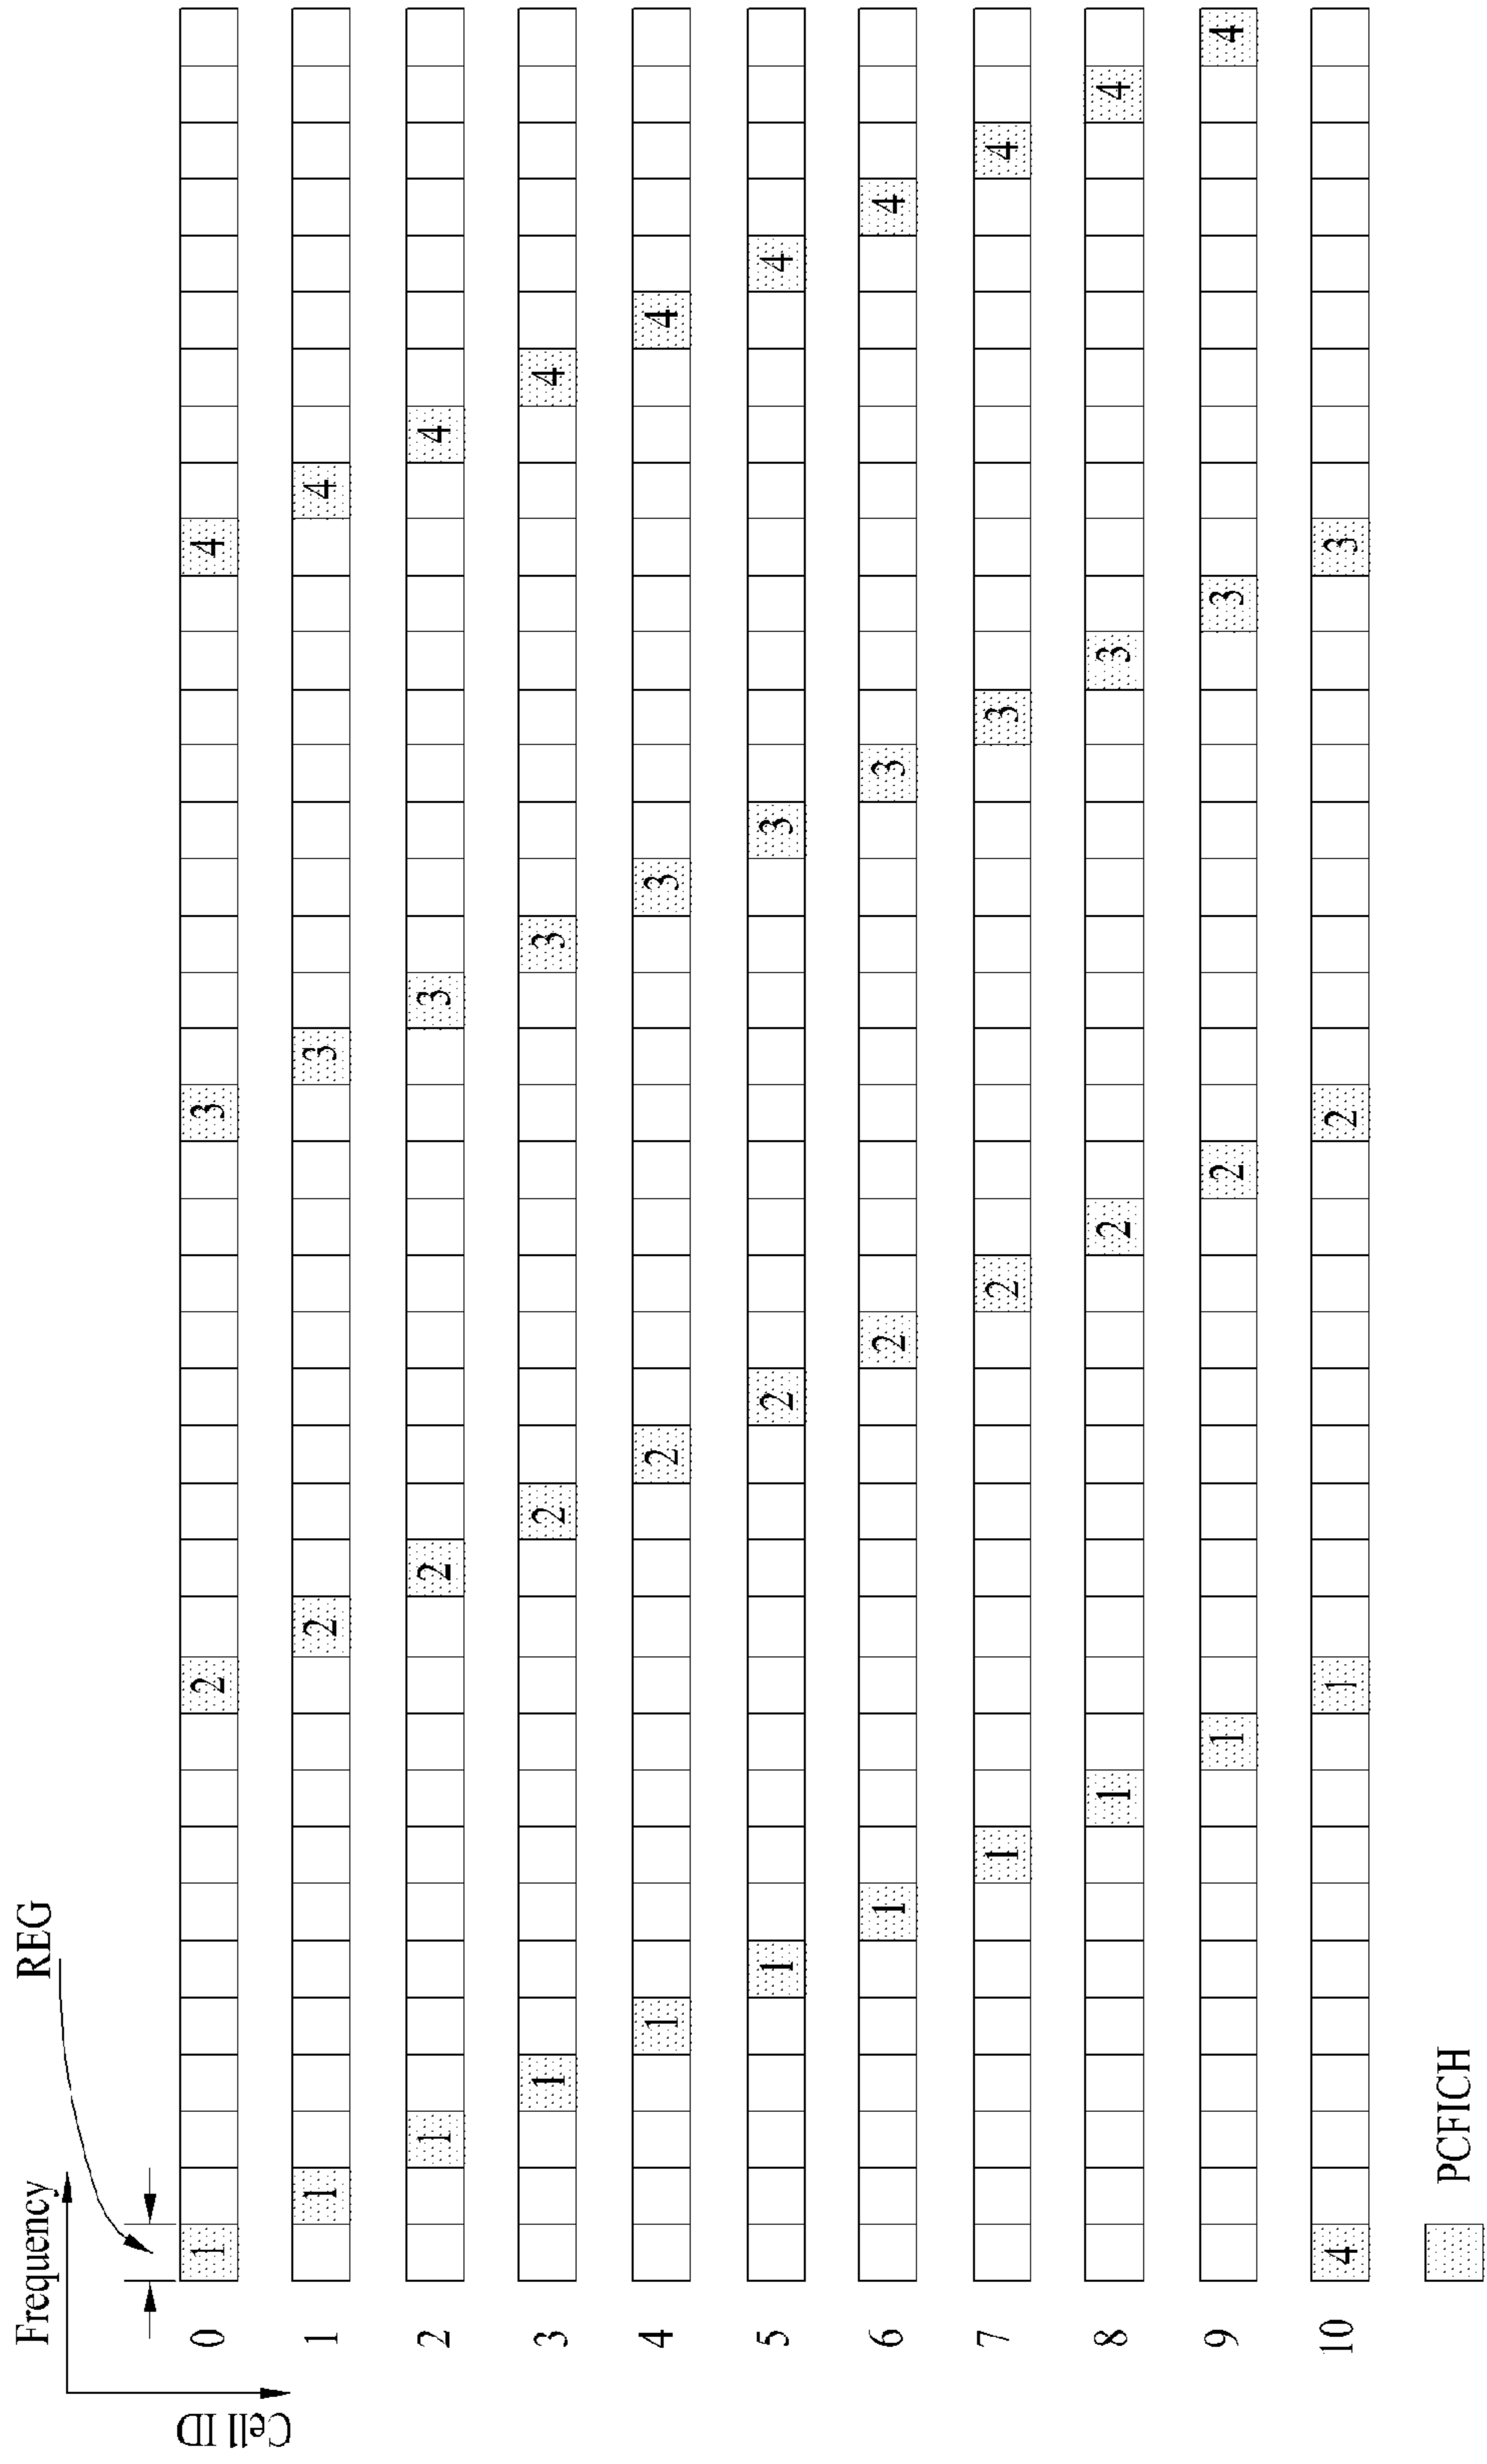 REG
Frequency
Cell ID
0 1 2 3 4
1 1 2 3 4
2 1 2 3 4
3 1 2 3 4
4 1 2 3 4
5 1 2 3 4
6 1 2 3 4
7 1 2 3 4
8 1 2 3 4
9 1 2 3 4
10 4 1 2 3
PCFICH